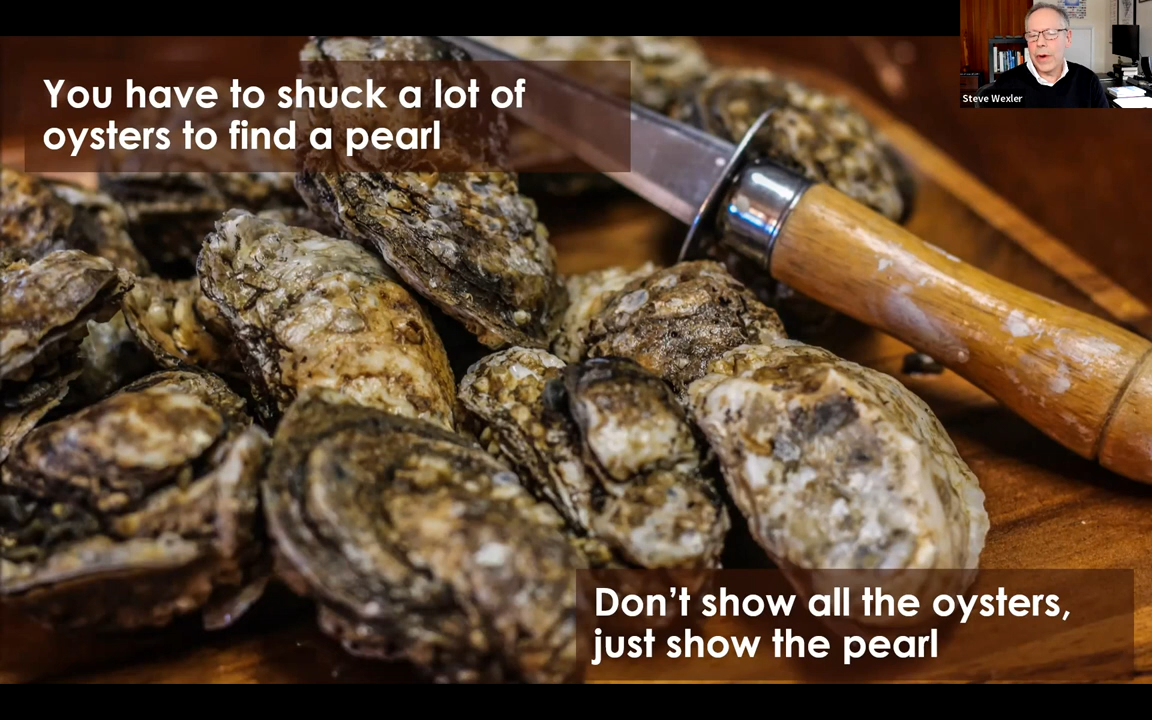 Steve Wexler
You have to shuck a lot of
oysters to find a pearl
Don’t show all the oysters,
just show the pearl